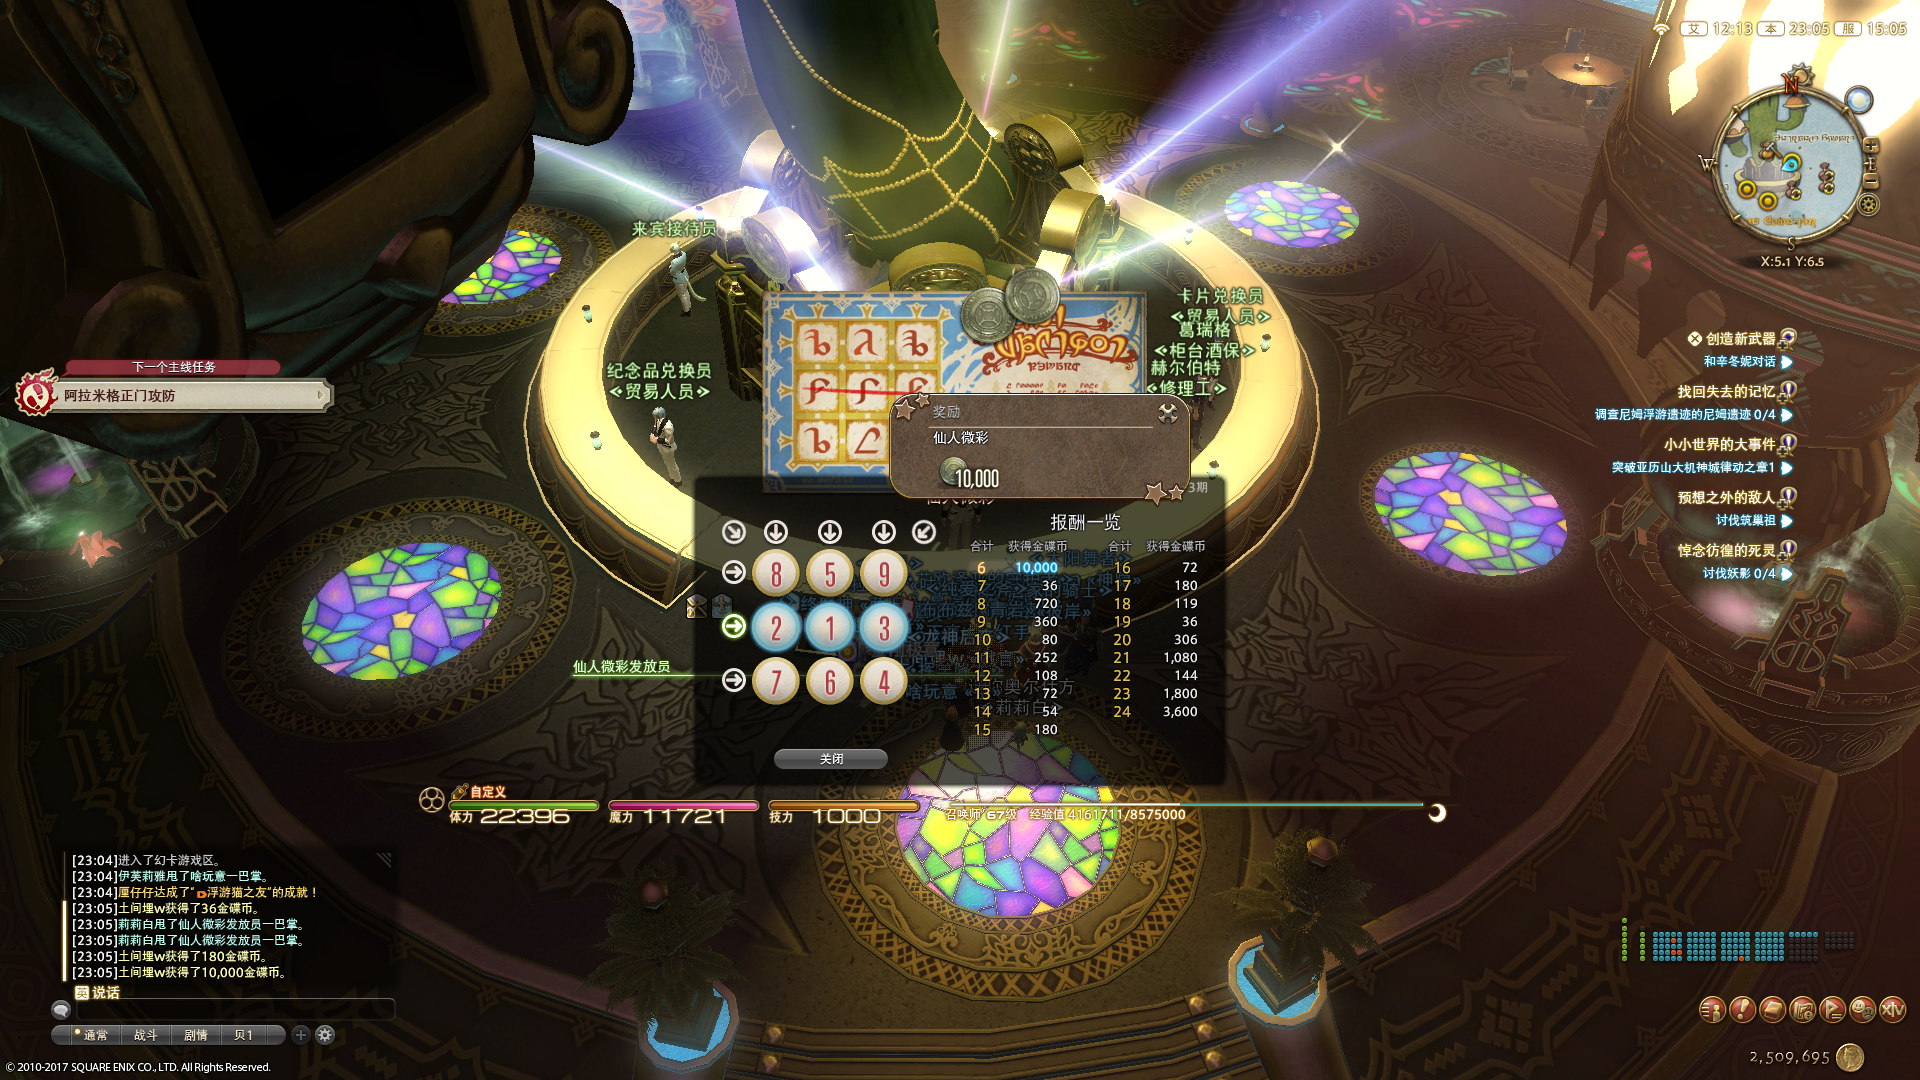 艾 12:13 本 23:05 服 15:05
N
W
E
S
X:5.1 Y:6.5
来宾接待员
卡片兑换员
<贸易人员>
葛瑞格
<柜台酒保>
赫尔伯特
<修理工>
纪念品兑换员
<贸易人员>
下一个主线任务
阿拉米格正门攻防
创造新武器
和辛冬妮对话
找回失去的记忆
调查尼姆浮游遗迹的尼姆遗迹 0/4
小小世界的大事件
突破亚历山大机神城律动之章1
预想之外的敌人
讨伐筑巢祖
悼念彷徨的死灵
讨伐妖影 0/4
奖励
仙人微彩
10,000
3期
报酬一览
合计 获得金碟币 合计 获得金碟币
6 10,000 16 72
7 36 17 180
8 720 18 119
9 360 19 36
10 80 20 306
11 252 21 1,080
12 108 22 144
13 72 23 1,800
14 54 24 3,600
15 180
8 5 9
2 1 3
7 6 4
仙人微彩发放员
关闭
自定义
体力 22396 魔力 11721 技力 1000
召唤师 67级 经验值 4161711/8575000
[23:04]进入了幻卡游戏区。
[23:04]伊芙莉雅甩了啥玩意一巴掌。
[23:04]厘仔仔达成了“浮游猫之友”的成就！
[23:05]土间埋w获得了36金碟币。
[23:05]莉莉白甩了仙人微彩发放员一巴掌。
[23:05]莉莉白甩了仙人微彩发放员一巴掌。
[23:05]土间埋w获得了180金碟币。
[23:05]土间埋w获得了10,000金碟币。
英 说话
通常 战斗 剧情 贝1
XIV
2,509,695
© 2010-2017 SQUARE ENIX CO., LTD. All Rights Reserved.